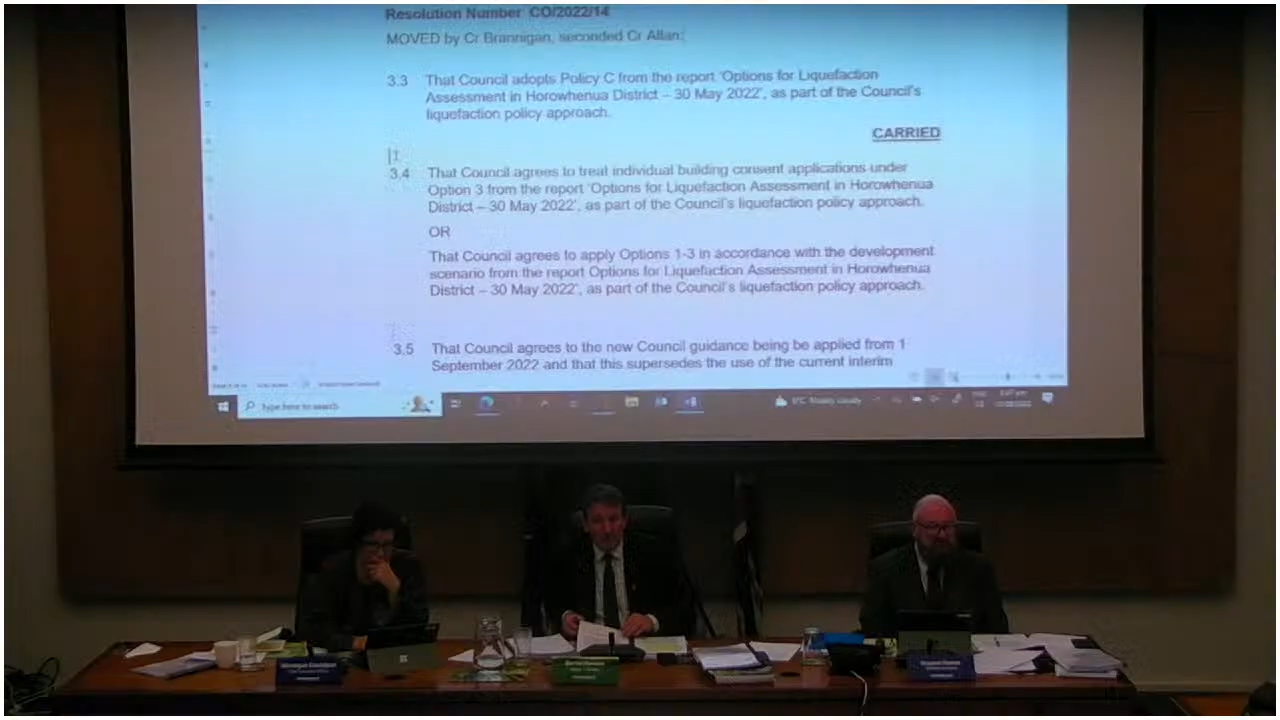 Resolution Number CO/2022/14
MOVED by Cr Brannigan, seconded Cr Allan:
3.3 That Council adopts Policy C from the report 'Options for Liquefaction
Assessment in Horowhenua District – 30 May 2022', as part of the Council's
liquefaction policy approach.
CARRIED
3.4 That Council agrees to treat individual building consent applications under
Option 3 from the report 'Options for Liquefaction Assessment in Horowhenua
District – 30 May 2022', as part of the Council's liquefaction policy approach.
OR
That Council agrees to apply Options 1-3 in accordance with the development
scenario from the report Options for Liquefaction Assessment in Horowhenua
District – 30 May 2022', as part of the Council's liquefaction policy approach.
3.5 That Council agrees to the new Council guidance being be applied from 1
September 2022 and that this supersedes the use of the current interim
Type here to search
Mostly cloudy